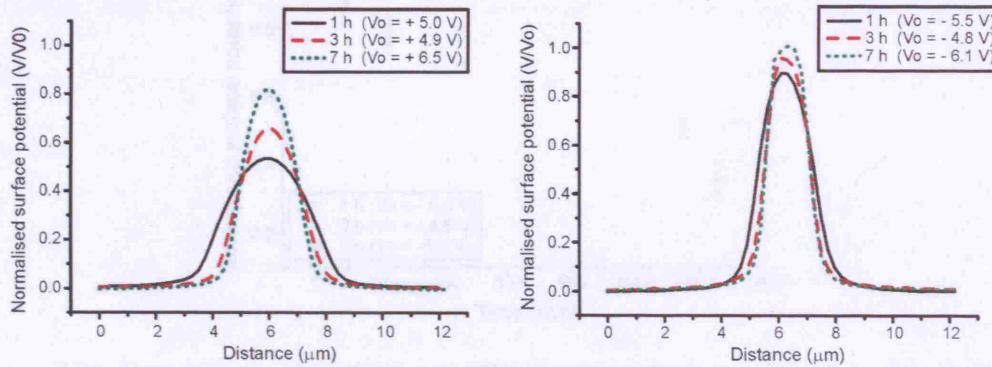 1 h (Vo = + 5.0 V)
3 h (Vo = + 4.9 V)
7 h (Vo = + 6.5 V)
Normalised surface potential (V/V0)
1.0
0.8
0.6
0.4
0.2
0.0
0 2 4 6 8 10 12
Distance (μm)
1 h (Vo = - 5.5 V)
3 h (Vo = - 4.8 V)
7 h (Vo = - 6.1 V)
Normalised surface potential (V/Vo)
1.0
0.8
0.6
0.4
0.2
0.0
0 2 4 6 8 10 12
Distance (μm)